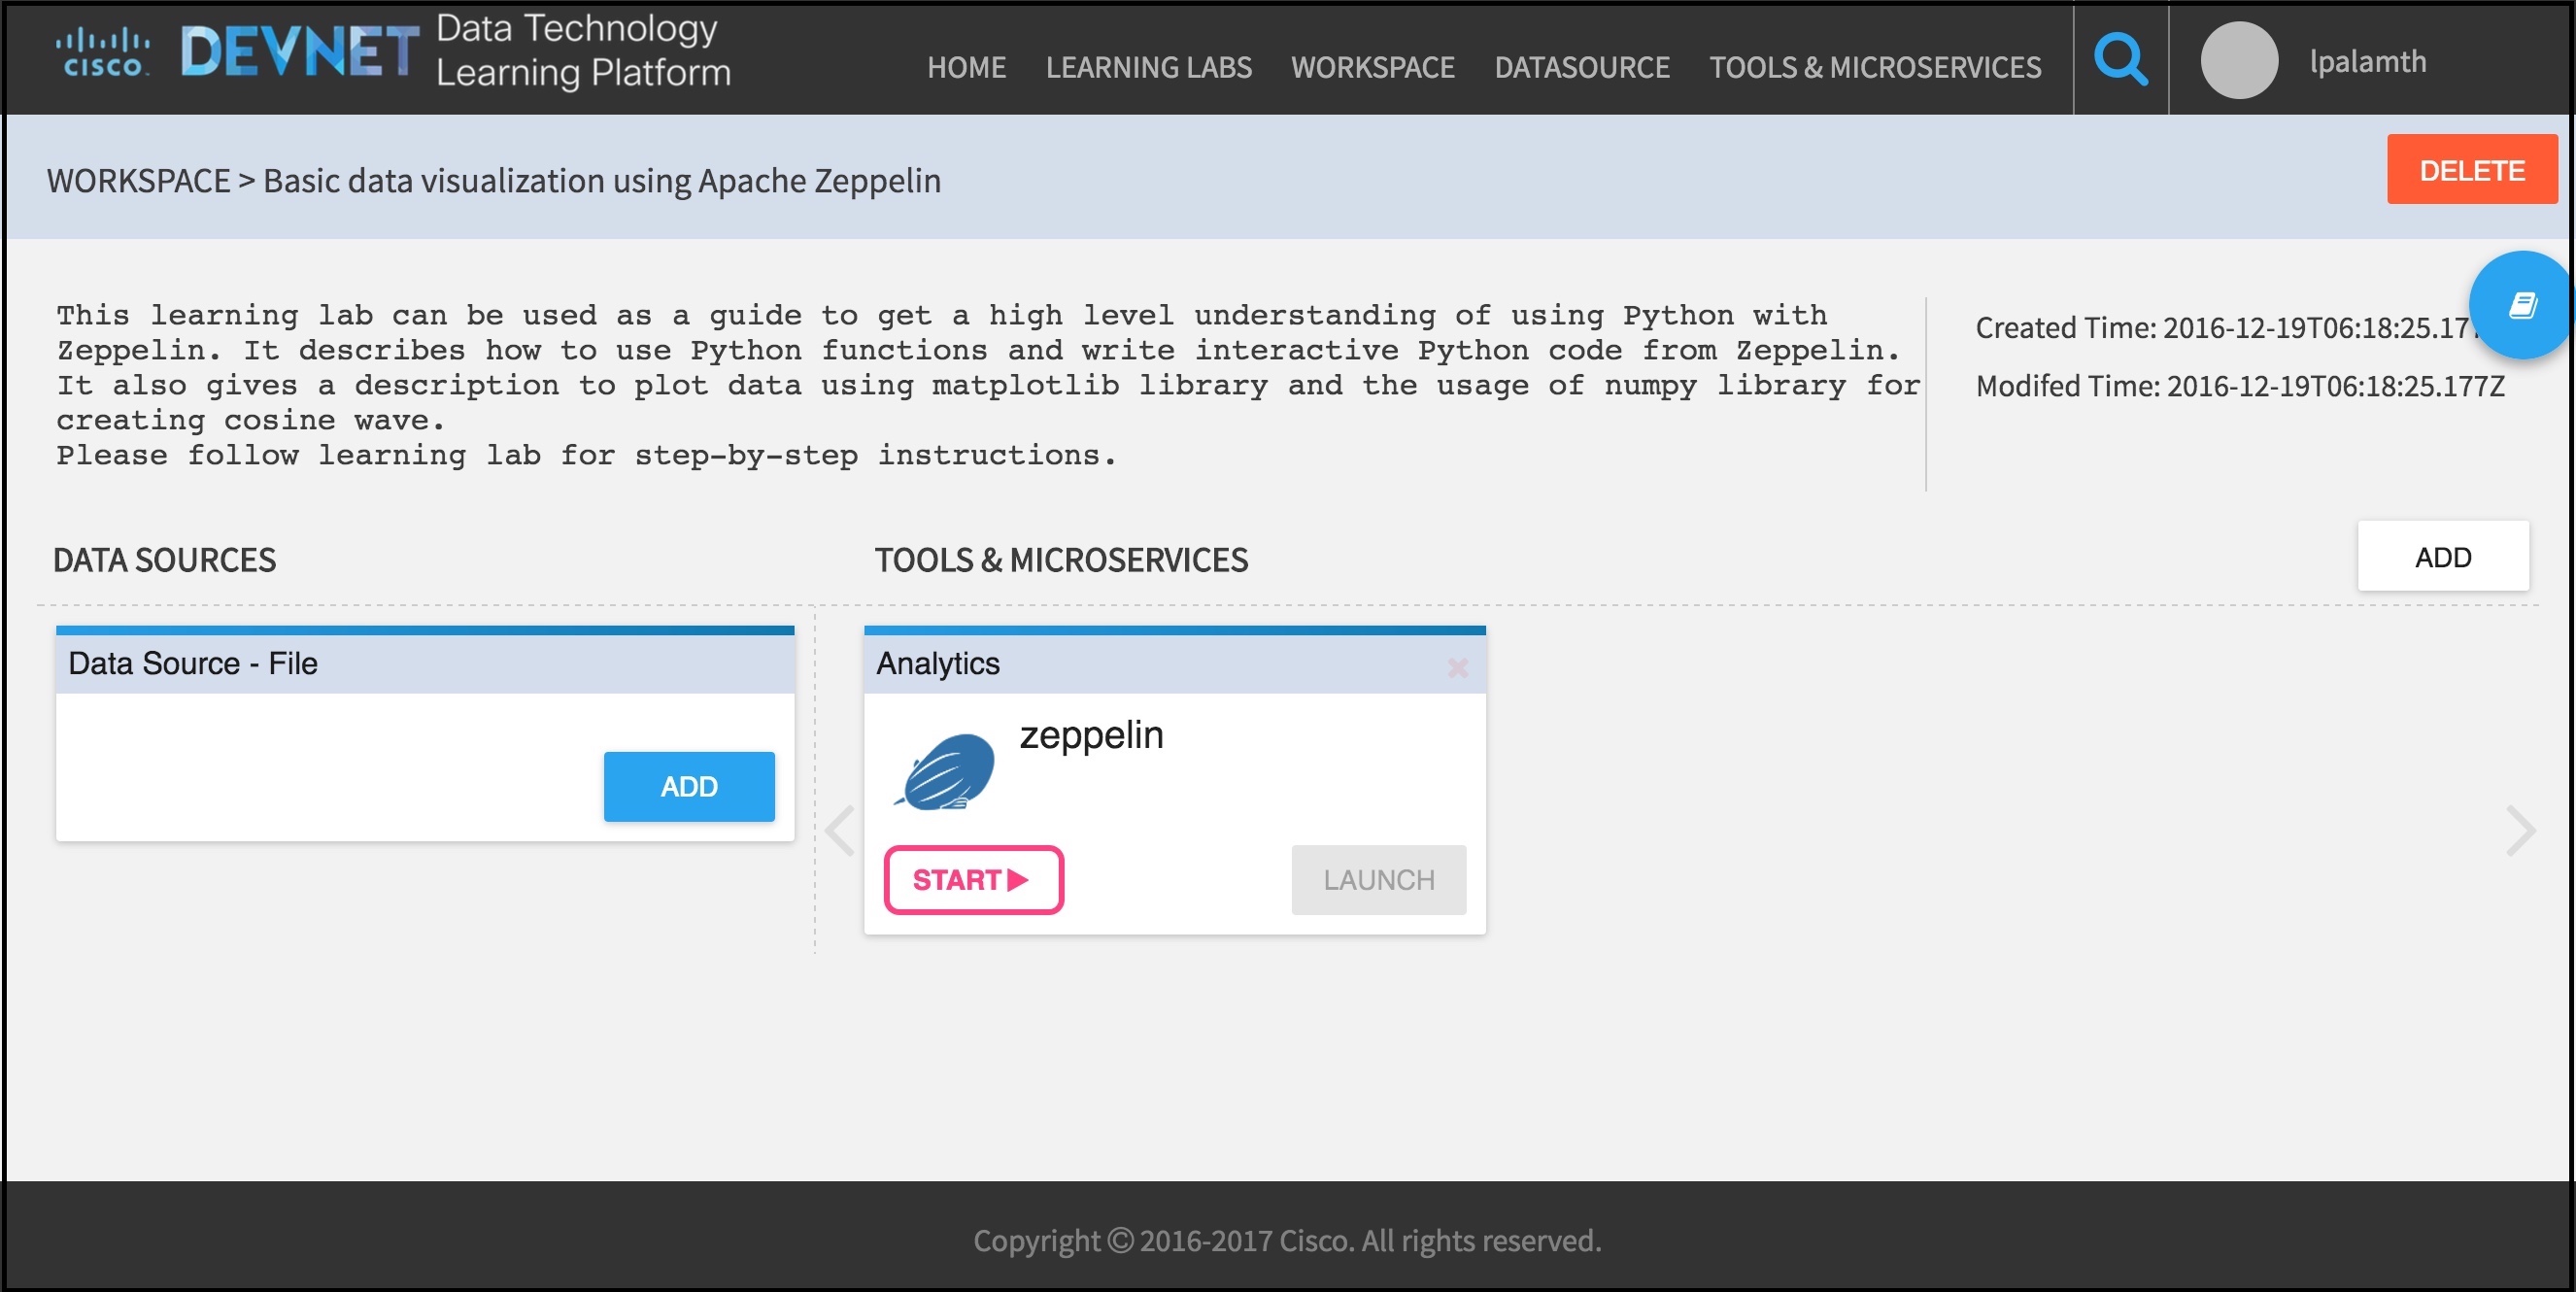 CISCO DEVNET Data Technology
Learning Platform
HOME LEARNING LABS WORKSPACE DATASOURCE TOOLS & MICROSERVICES lpalamth
WORKSPACE > Basic data visualization using Apache Zeppelin
DELETE
This learning lab can be used as a guide to get a high level understanding of using Python with
Zeppelin. It describes how to use Python functions and write interactive Python code from Zeppelin.
It also gives a description to plot data using matplotlib library and the usage of numpy library for
creating cosine wave.
Please follow learning lab for step-by-step instructions.
Created Time: 2016-12-19T06:18:25.17
Modifed Time: 2016-12-19T06:18:25.177Z
DATA SOURCES
TOOLS & MICROSERVICES
ADD
Data Source - File
ADD
Analytics
zeppelin
START
LAUNCH
Copyright © 2016-2017 Cisco. All rights reserved.